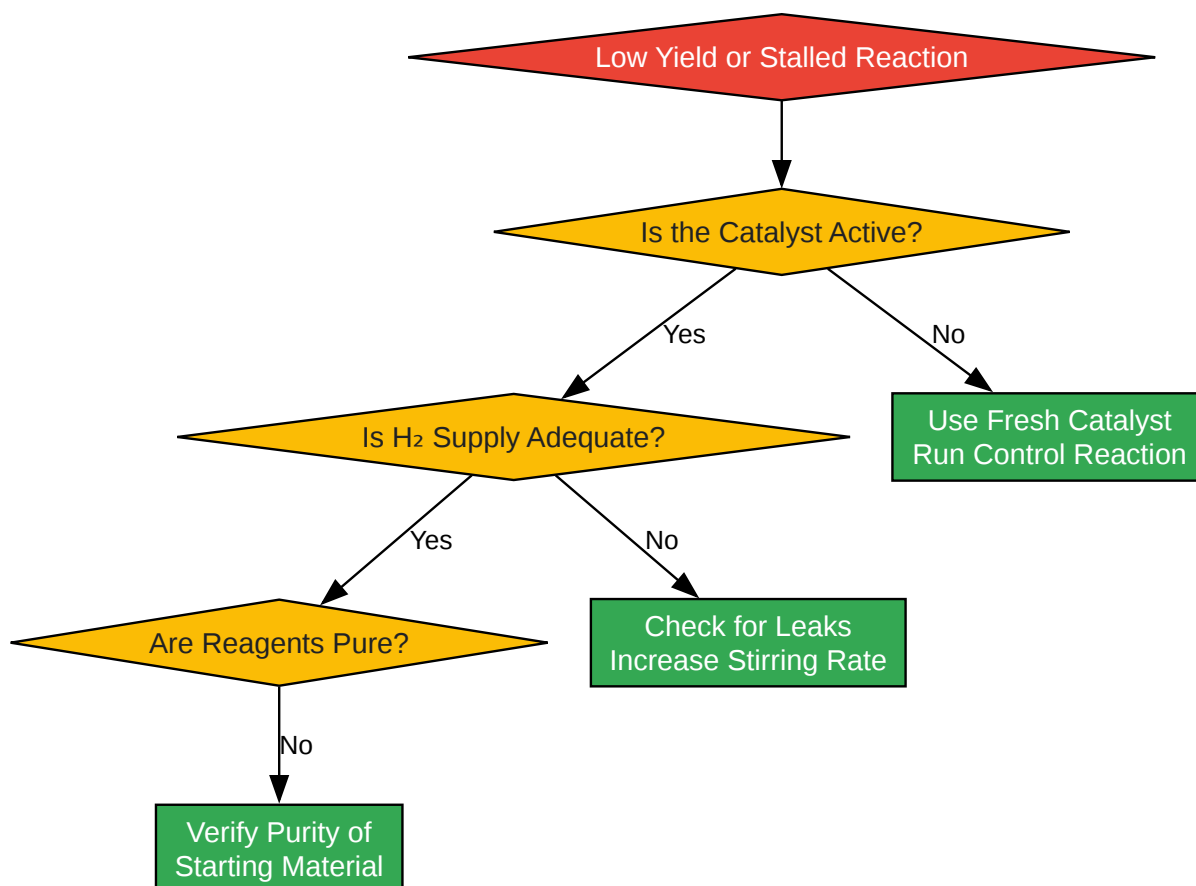 Low Yield or Stalled Reaction
Is the Catalyst Active?
Yes
No
Is H₂ Supply Adequate?
Use Fresh Catalyst
Run Control Reaction
Yes
No
Are Reagents Pure?
Check for Leaks
Increase Stirring Rate
No
Verify Purity of
Starting Material